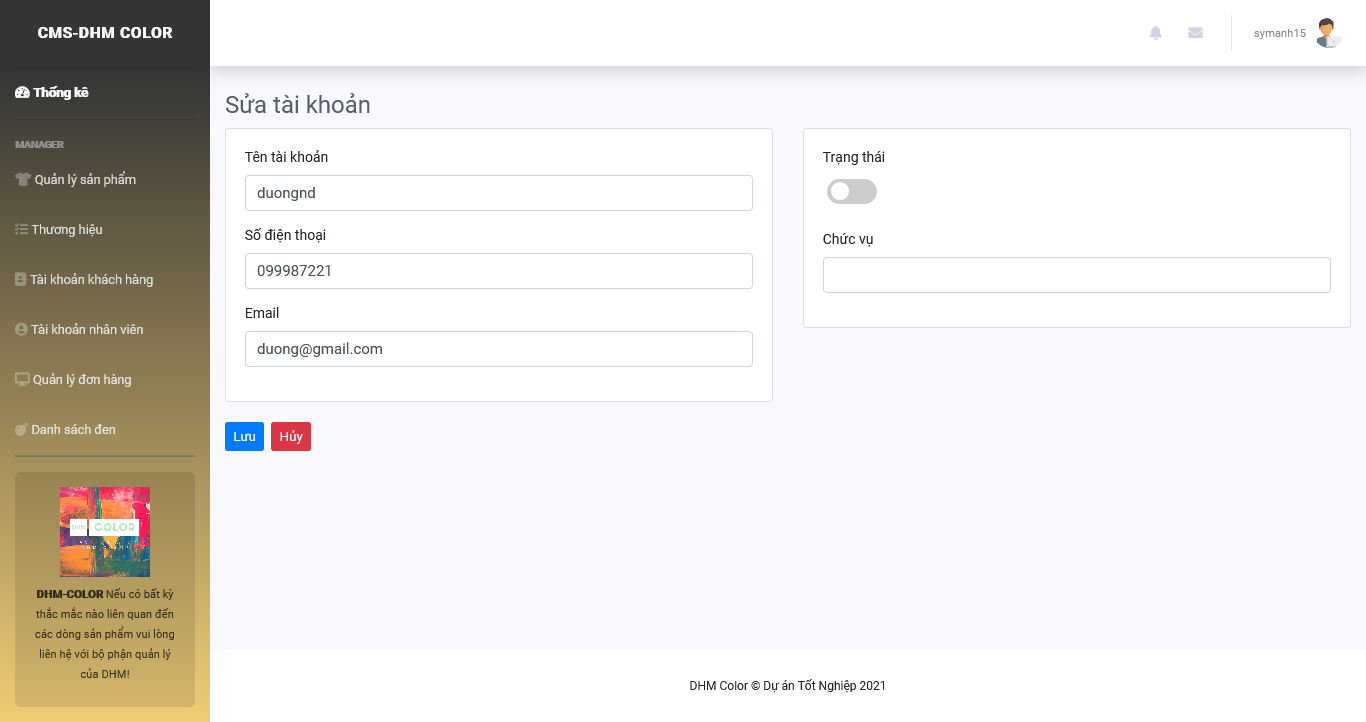 CMS-DHM COLOR
symanh15
Thống kê
MANAGER
Quản lý sản phẩm
Thương hiệu
Tài khoản khách hàng
Tài khoản nhân viên
Quản lý đơn hàng
Danh sách đen
DHM COLOR
DHM-COLOR Nếu có bất kỳ
thắc mắc nào liên quan đến
các dòng sản phẩm vui lòng
liên hệ với bộ phận quản lý
của DHM!
Sửa tài khoản
Tên tài khoản
duongnd
Số điện thoại
099987221
Email
duong@gmail.com
Trạng thái
Chức vụ
Lưu Hủy
DHM Color © Dự án Tốt Nghiệp 2021